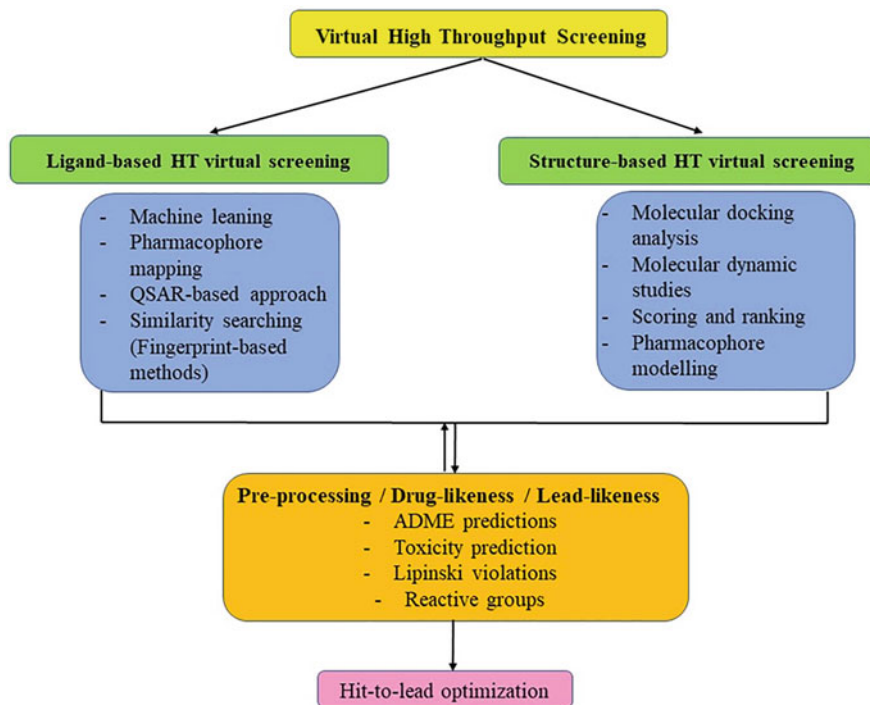 Virtual High Throughput Screening
Ligand-based HT virtual screening
- Machine leaning
- Pharmacophore
mapping
- QSAR-based approach
- Similarity searching
(Fingerprint-based
methods)
Structure-based HT virtual screening
- Molecular docking
analysis
- Molecular dynamic
studies
- Scoring and ranking
- Pharmacophore
modelling
Pre-processing / Drug-likeness / Lead-likeness
- ADME predictions
- Toxicity prediction
- Lipinski violations
- Reactive groups
Hit-to-lead optimization